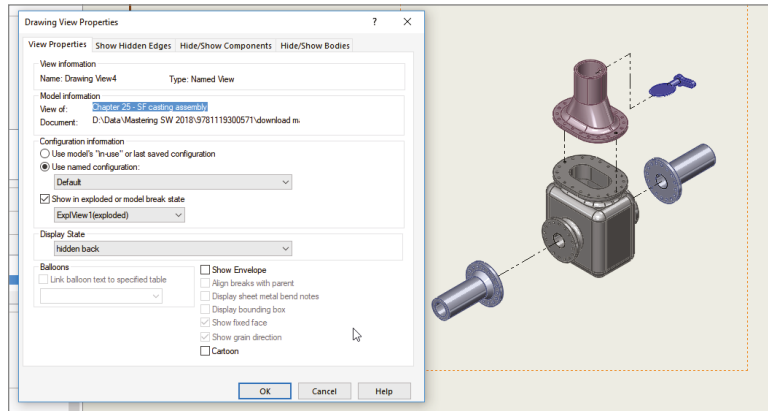 Drawing View Properties
? ×
View Properties Show Hidden Edges Hide/Show Components Hide/Show Bodies
View information
Name: Drawing View4 Type: Named View
Model information
View of: Chapter 25 - SF casting assembly
Document: D:\Data\Mastering SW 2018\9781119300571\download ma
Configuration information
Use model's "in-use" or last saved configuration
Use named configuration:
Default
Show in exploded or model break state
ExplView1(exploded)
Display State
hidden back
Balloons
Link balloon text to specified table
Show Envelope
Align breaks with parent
Display sheet metal bend notes
Display bounding box
Show fixed face
Show grain direction
Cartoon
OK Cancel Help